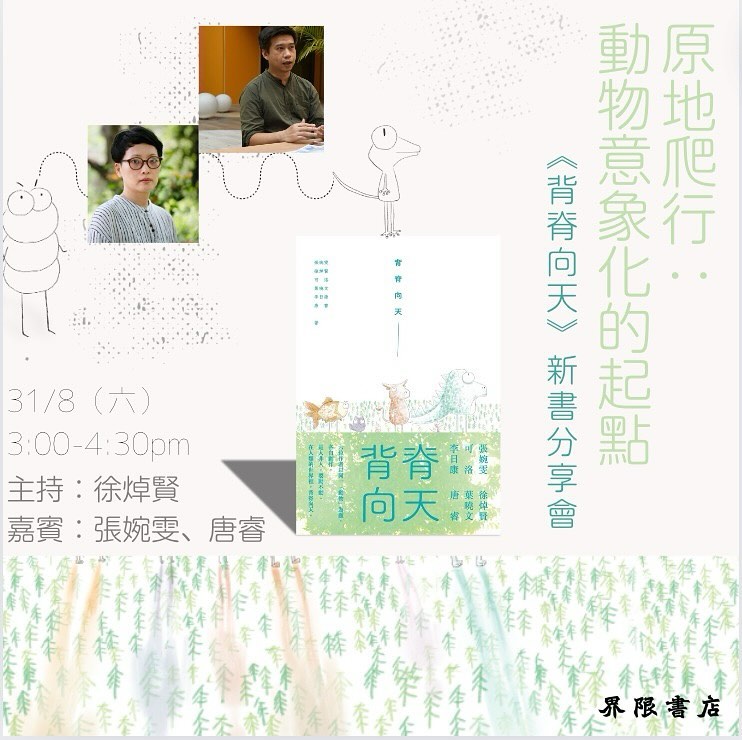 原地爬行：
動物意象化的起點
《背脊向天》 新書分享會
31/8（六）
3:00-4:30pm
主持：徐焯賢
嘉賓：張婉雯、唐睿
背脊向天
張婉雯 徐焯賢
可洛 葉曉文
李日康 唐睿
背脊
向天
界限書店